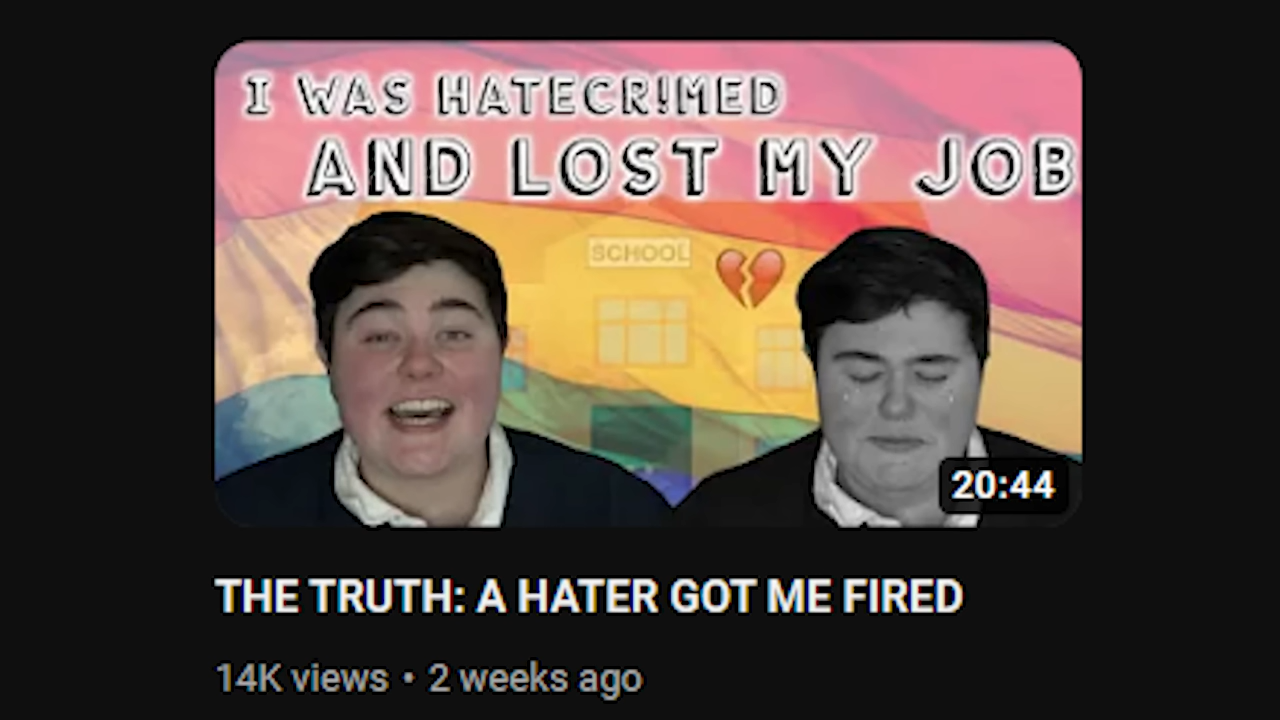 I WAS HATECR!MED
AND LOST MY JOB
SCHOOL
20:44
THE TRUTH: A HATER GOT ME FIRED
14K views • 2 weeks ago